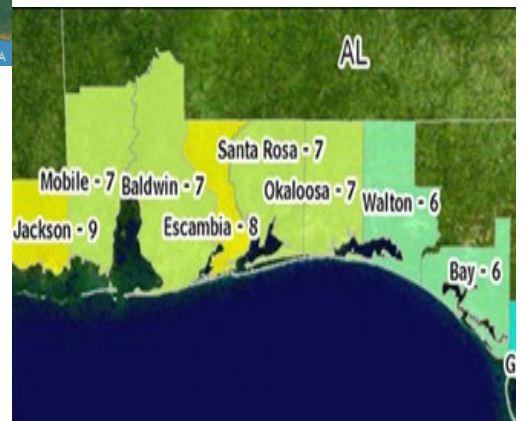 A
AL
Santa Rosa - 7
Mobile - 7
Baldwin - 7
Okaloosa - 7
Walton - 6
Jackson - 9
Escambia - 8
Bay - 6
G